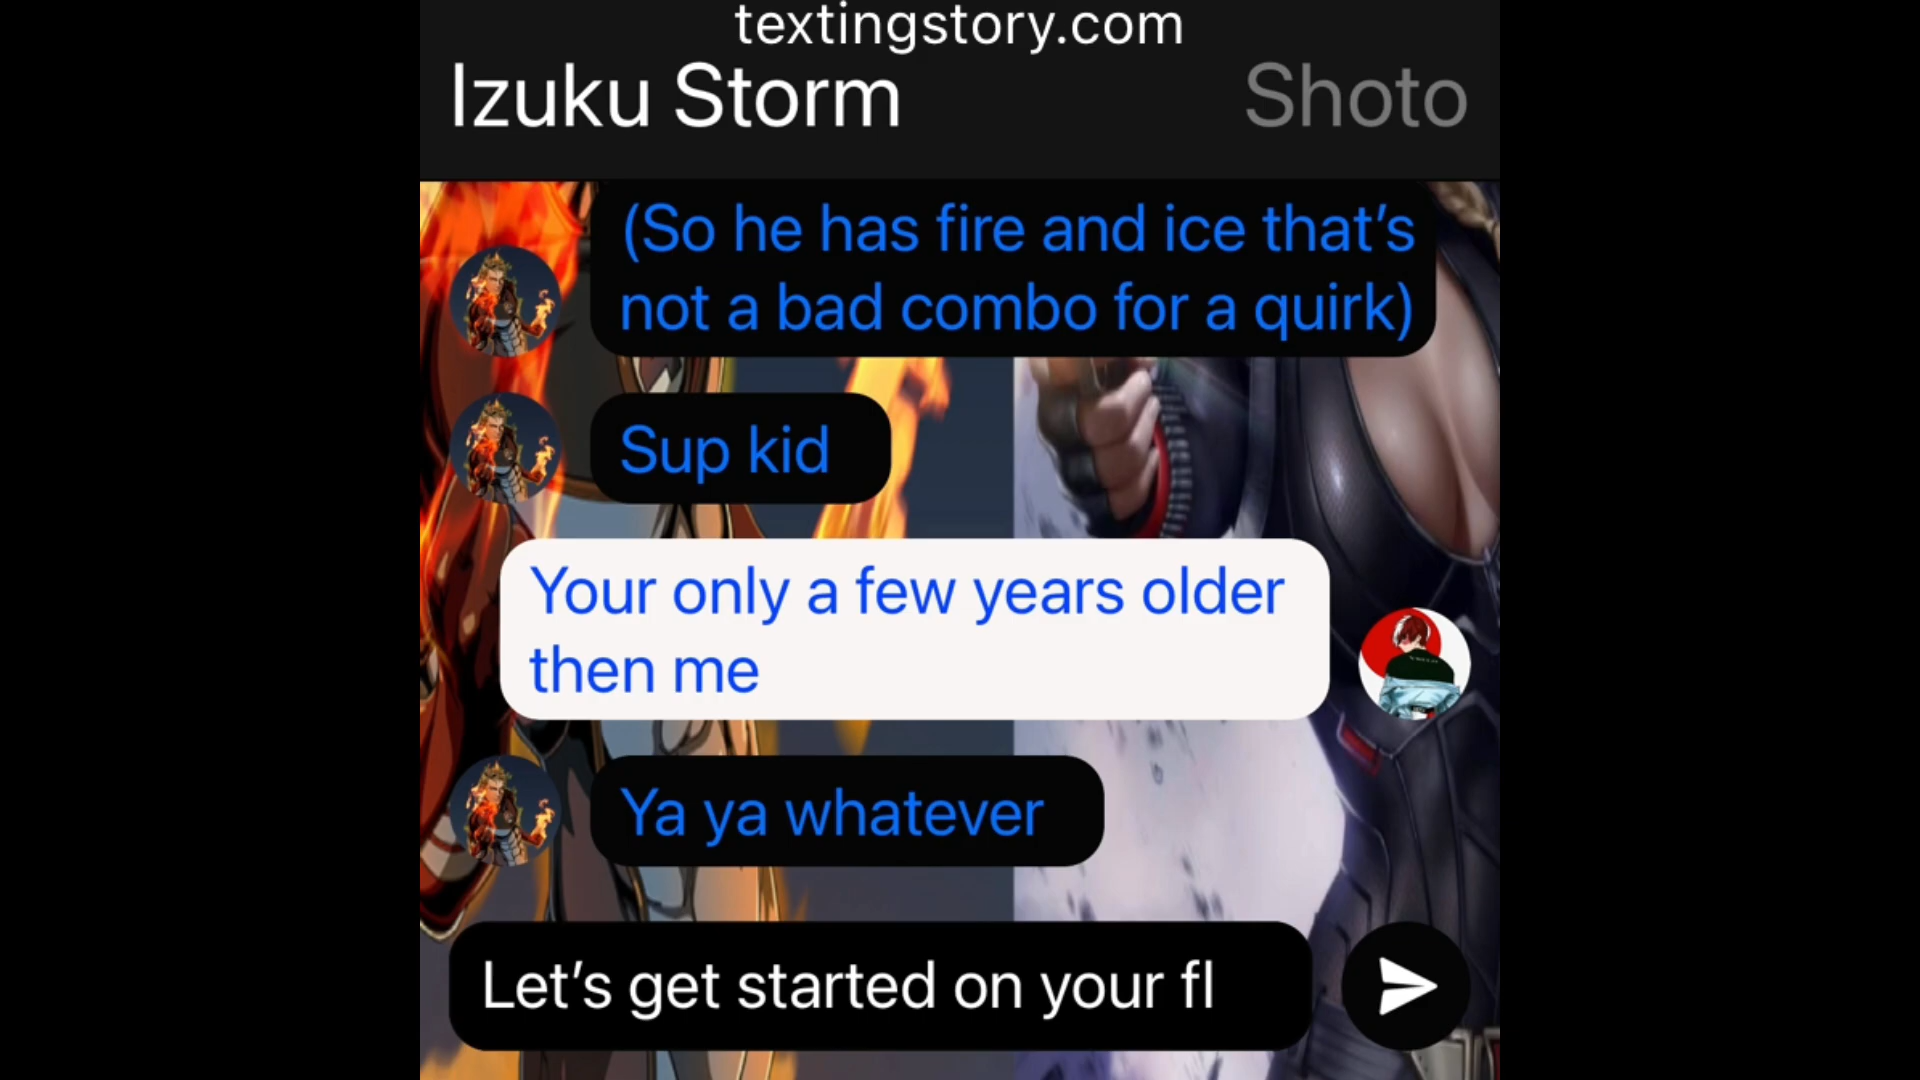 textingstory.com
Izuku Storm
Shoto
(So he has fire and ice that’s
not a bad combo for a quirk)
Sup kid
Your only a few years older
then me
Ya ya whatever
Let’s get started on your fl